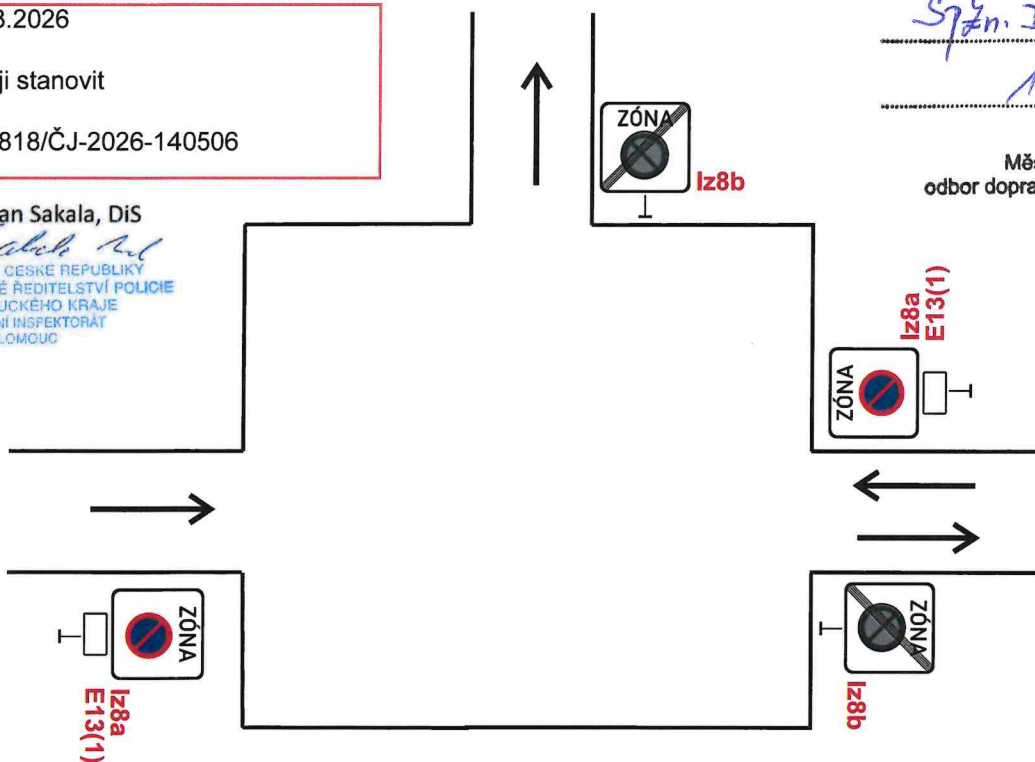 3.2026
ji stanovit
818/ČJ-2026-140506
an Sakala, DiS
ČESKÉ REPUBLIKY
É ŘEDITELSTVÍ POLICIE
UCKÉHO KRAJE
NÍ INSPEKTORÁT
LOMOUC
Měs
odbor dopra
ZÓNA
Iz8b
Iz8a
E13(1)
ZÓNA
ZÓNA
Iz8a
E13(1)
ZÓNA
Iz8b